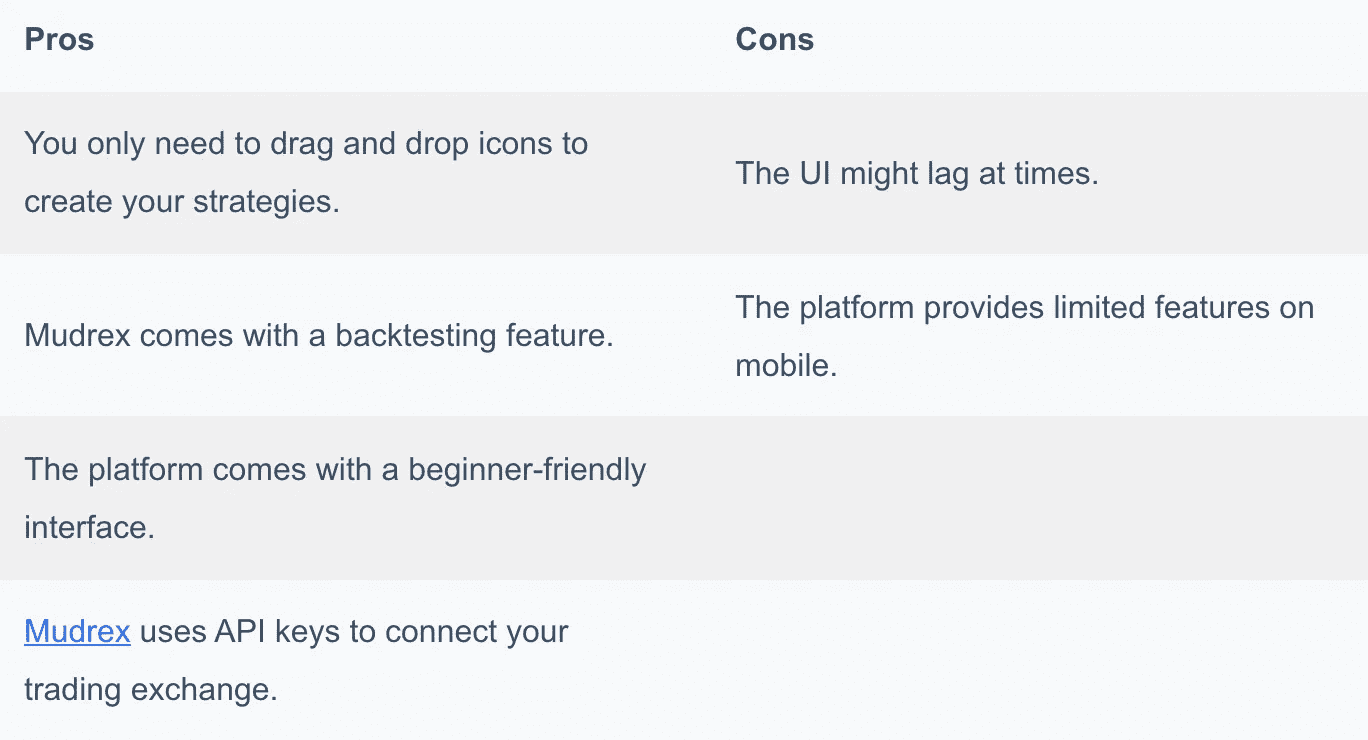 Pros
Cons
You only need to drag and drop icons to
create your strategies.
The UI might lag at times.
Mudrex comes with a backtesting feature.
The platform provides limited features on
mobile.
The platform comes with a beginner-friendly
interface.
Mudrex uses API keys to connect your
trading exchange.